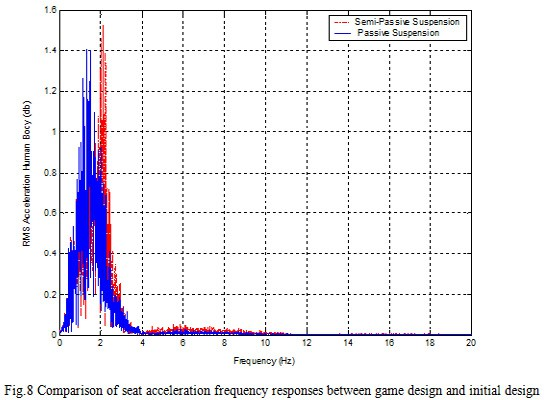 1.6
1.4
1.2
1
0.8
0.6
0.4
0.2
0
RMS Acceleration Human Bocy (db)
Semi-Passive Suspension
Passive Suspension
0 2 4 6 8 10 12 14 16 18 20
Frequency (Hz)
Fig.8 Comparison of seat acceleration frequency responses between game design and initial design